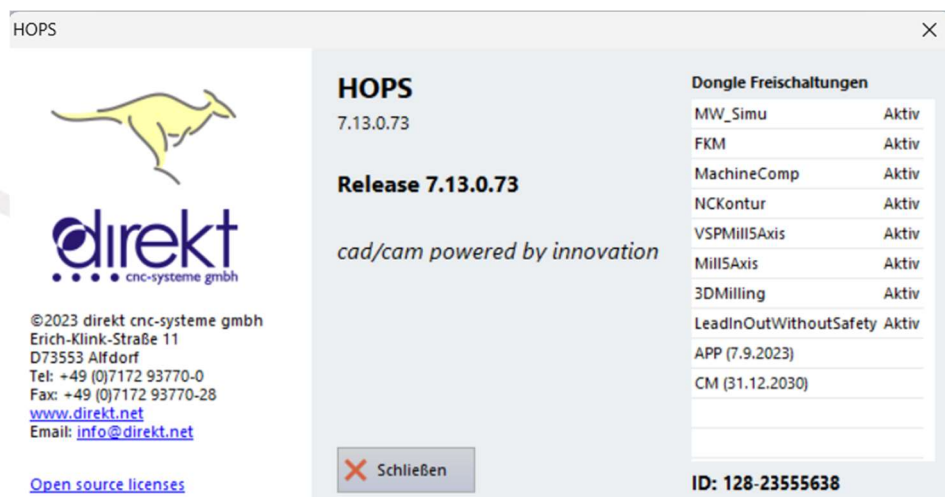 HOPS
direkt
cnc-systeme gmbh
©2023 direkt cnc-systeme gmbh
Erich-Klink-Straße 11
D73553 Alfdorf
Tel: +49 (0)7172 93770-0
Fax: +49 (0)7172 93770-28
www.direkt.net
Email: info@direkt.net
Open source licenses
HOPS
7.13.0.73
Release 7.13.0.73
cad/cam powered by innovation
Schließen
Dongle Freischaltungen
MW_Simu Aktiv
FKM Aktiv
MachineComp Aktiv
NCKontur Aktiv
VSPMill5Axis Aktiv
Mill5Axis Aktiv
3DMilling Aktiv
LeadInOutWithoutSafety Aktiv
APP (7.9.2023)
CM (31.12.2030)
ID: 128-23555638